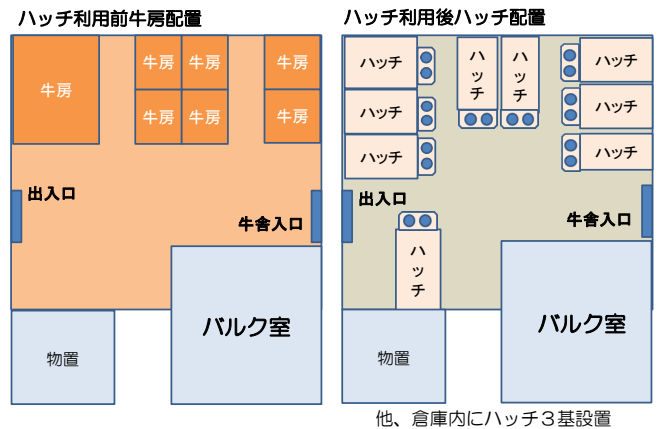 ハッチ利用前牛房配置
牛房
牛房
牛房
牛房
牛房
牛房
牛房
出入口
牛舎入口
バルク室
物置
ハッチ利用後ハッチ配置
ハッチ
ハッチ
ハッチ
ハッチ
ハッチ
ハッチ
ハッチ
ハッチ
出入口
牛舎入口
ハッチ
バルク室
物置
他、倉庫内にハッチ３基設置